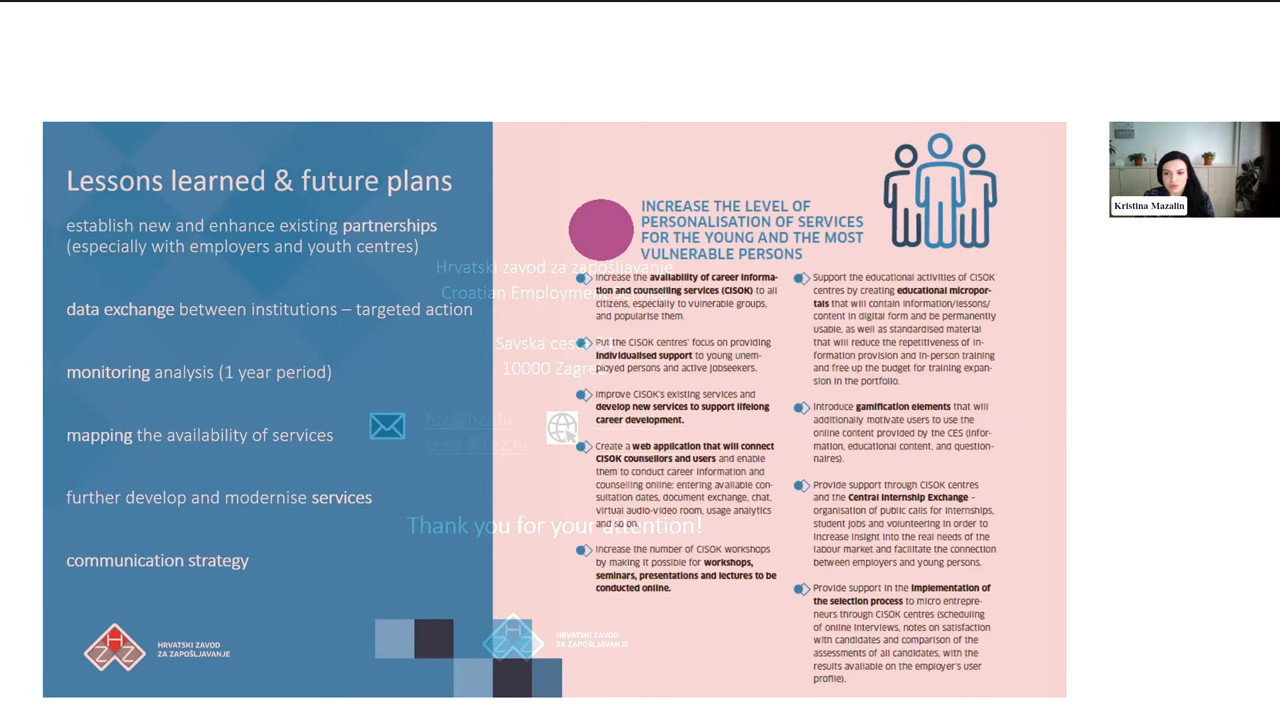 Lessons learned & future plans
establish new and enhance existing partnerships
(especially with employers and youth centres)
data exchange between institutions – targeted action
monitoring analysis (1 year period)
mapping the availability of services
further develop and modernise services
communication strategy
HRVATSKI ZAVOD
ZA ZAPOŠLJAVANJE
Hrvatski zavod za zapošljavanje
Croatian Employment Service
Savska
10000 Zagreb
Thank you for your attention!
HRVATSKI ZAVOD
ZA ZAPOŠLJAVANJE
INCREASE THE LEVEL OF
PERSONALISATION OF SERVICES
FOR THE YOUNG AND THE MOST
VULNERABLE PERSONS
Increase the availability of career informa-
tion and counselling services (CISOK) to all
citizens, especially to vulnerable groups,
and popularise them.
Put the CISOK centres' focus on providing
individualised support to young unem-
ployed persons and active jobseekers.
Improve CISOK's existing services and
develop new services to support lifelong
career development.
Create a web application that will connect
CISOK counsellors and users and enable
them to conduct career information and
counselling online: entering available con-
sultation dates, document exchange, chat,
virtual audio-video room, usage analytics
and so on.
Increase the number of CISOK workshops
by making it possible for workshops,
seminars, presentations and lectures to be
conducted online.
Support the educational activities of CISOK
centres by creating educational micropor-
tals that will contain information/lessons/
content in digital form and be permanently
usable, as well as standardised material
that will reduce the repetitiveness of in-
formation provision and in-person training
and free up the budget for training expan-
sion in the portfolio.
Introduce gamification elements that will
additionally motivate users to use the
online content provided by the CES (infor-
mation, educational content, and question-
naires).
Provide support through CISOK centres
and the Central Internship Exchange –
organisation of public calls for internships,
student jobs and volunteering in order to
increase insight into the real needs of the
labour market and facilitate the connection
between employers and young persons.
Provide support in the implementation of
the selection process to micro entrepre-
neurs through CISOK centres (scheduling
of online interviews, notes on satisfaction
with candidates and comparison of the
assessments of all candidates, with the
results available on the employer's user
profile).
Kristina Mazalin